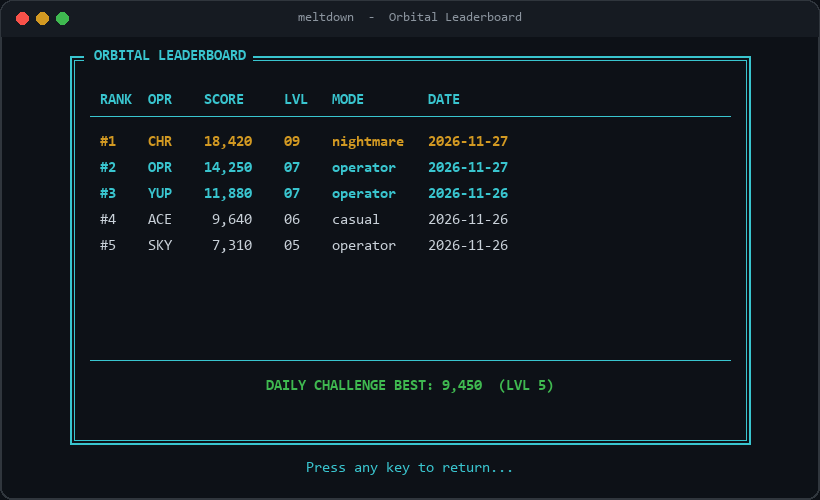 meltdown - Orbital Leaderboard
ORBITAL LEADERBOARD
RANK OPR SCORE LVL MODE DATE
#1 CHR 18,420 09 nightmare 2026-11-27
#2 OPR 14,250 07 operator 2026-11-27
#3 YUP 11,880 07 operator 2026-11-26
#4 ACE 9,640 06 casual 2026-11-26
#5 SKY 7,310 05 operator 2026-11-26
DAILY CHALLENGE BEST: 9,450 (LVL 5)
Press any key to return...